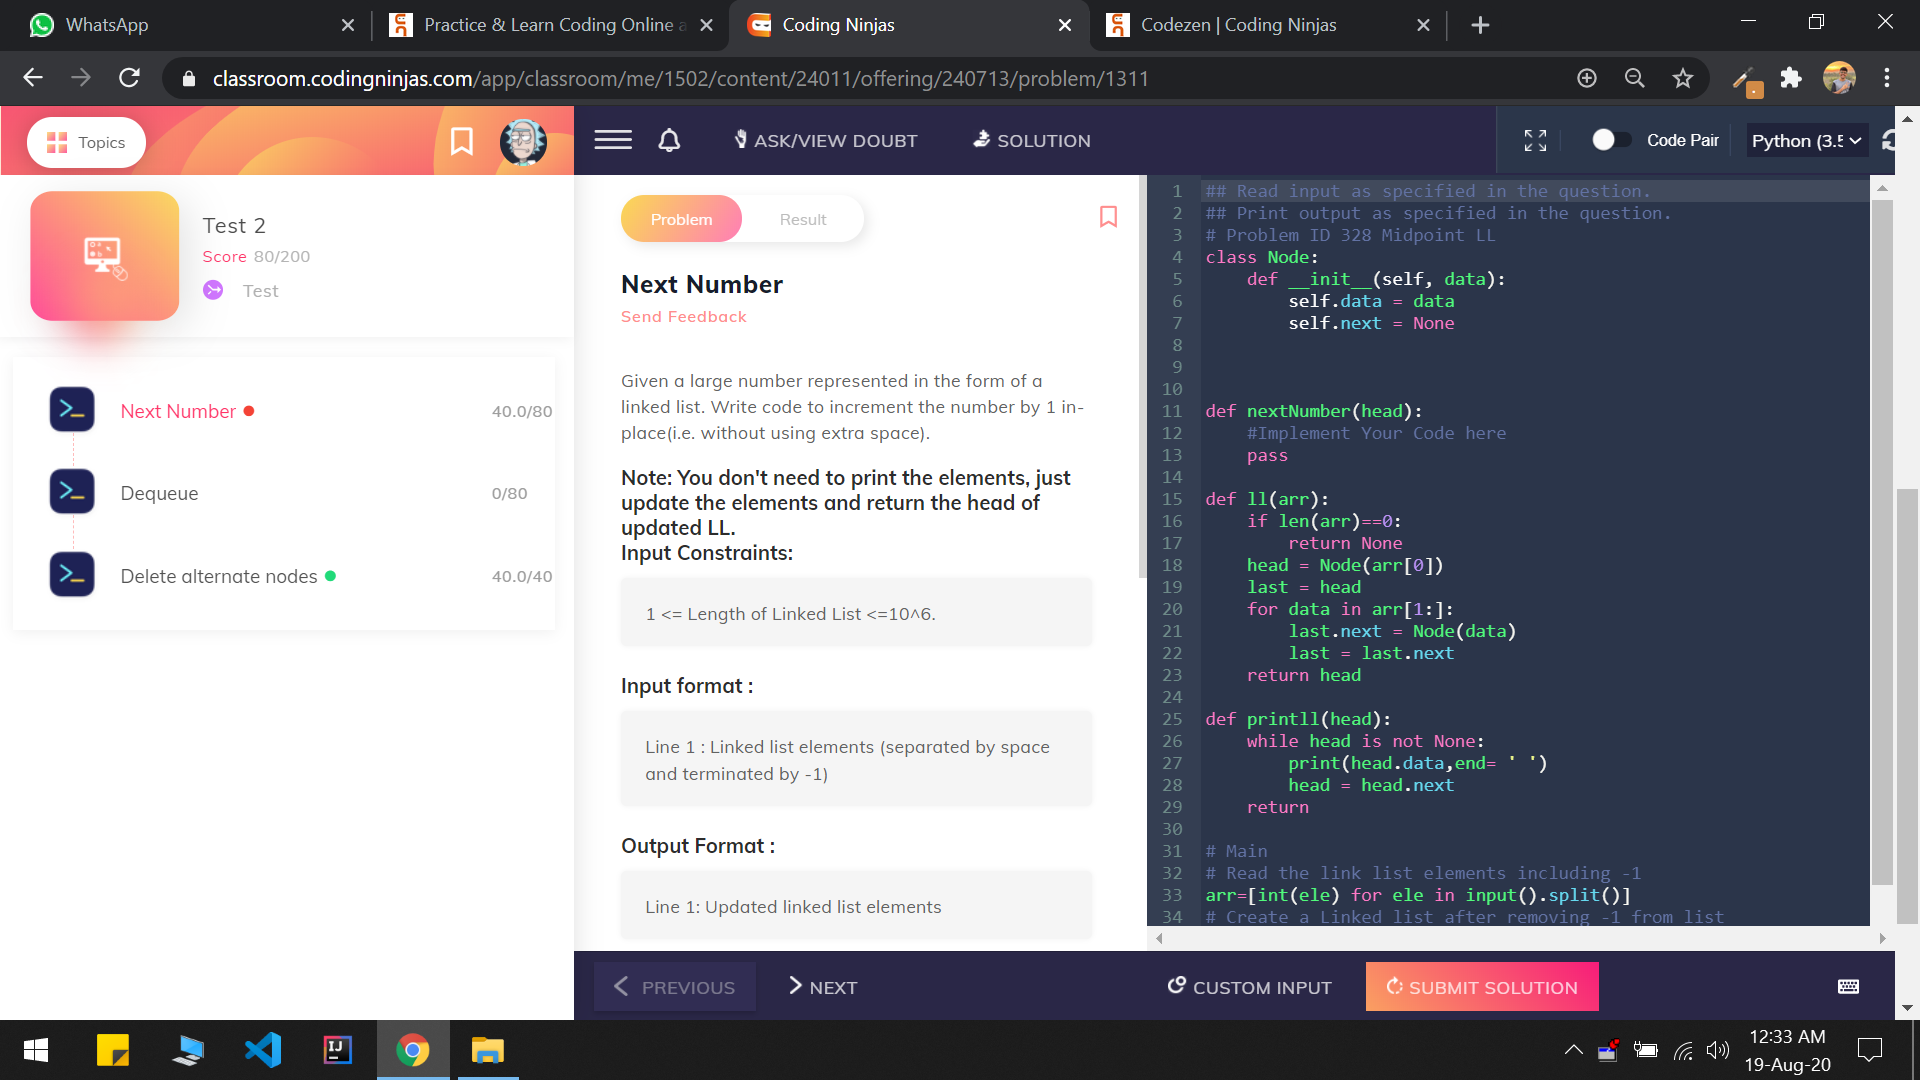 WhatsApp
Practice & Learn Coding Online a
Coding Ninjas
Codezen | Coding Ninjas
classroom.codingninjas.com/app/classroom/me/1502/content/24011/offering/240713/problem/1311
Topics
ASK/VIEW DOUBT
SOLUTION
Code Pair
Python (3.5
Test 2
Score 80/200
Test
Next Number
40.0/80
Dequeue
0/80
Delete alternate nodes
40.0/40
Problem
Result
Next Number
Send Feedback
Given a large number represented in the form of a
linked list. Write code to increment the number by 1 in-
place(i.e. without using extra space).
Note: You don't need to print the elements, just
update the elements and return the head of
updated LL.
Input Constraints:
1 <= Length of Linked List <=10^6.
Input format :
Line 1 : Linked list elements (separated by space
and terminated by -1)
Output Format :
Line 1: Updated linked list elements
1 ## Read input as specified in the question.
2 ## Print output as specified in the question.
3 # Problem ID 328 Midpoint LL
4 class Node:
5     def __init__(self, data):
6         self.data = data
7         self.next = None
8
9
10
11 def nextNumber(head):
12     #Implement Your Code here
13     pass
14
15 def ll(arr):
16     if len(arr)==0:
17         return None
18     head = Node(arr[0])
19     last = head
20     for data in arr[1:]:
21         last.next = Node(data)
22         last = last.next
23     return head
24
25 def printll(head):
26     while head is not None:
27         print(head.data,end= ' ')
28         head = head.next
29     return
30
31 # Main
32 # Read the link list elements including -1
33 arr=[int(ele) for ele in input().split()]
34 # Create a Linked list after removing -1 from list
PREVIOUS
NEXT
CUSTOM INPUT
SUBMIT SOLUTION
IJ
12:33 AM
19-Aug-20